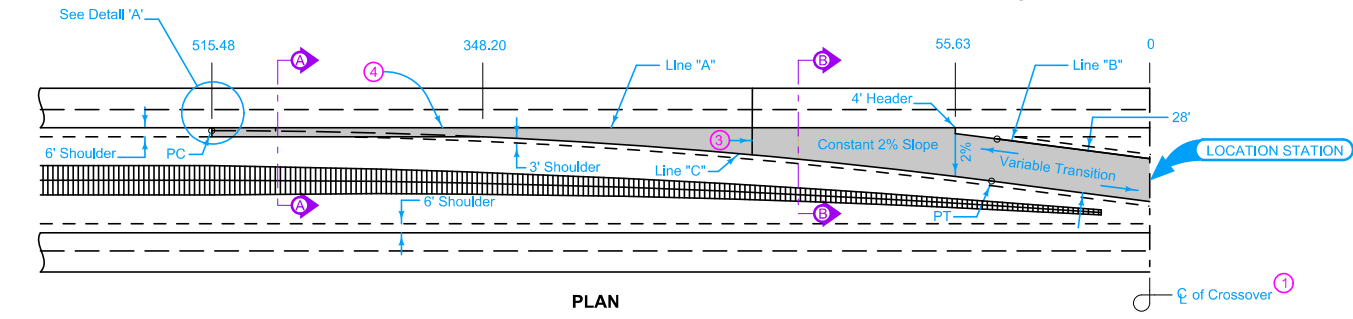 See Detail 'A'
515.48
348.20
55.63
0
A
B
4
Line "A"
Line "B"
4' Header
28'
3
6' Shoulder
PC
3' Shoulder
Line "C"
Constant 2% Slope
2%
Variable Transition
LOCATION STATION
A
6' Shoulder
B
PT
PLAN
℄ of Crossover 1